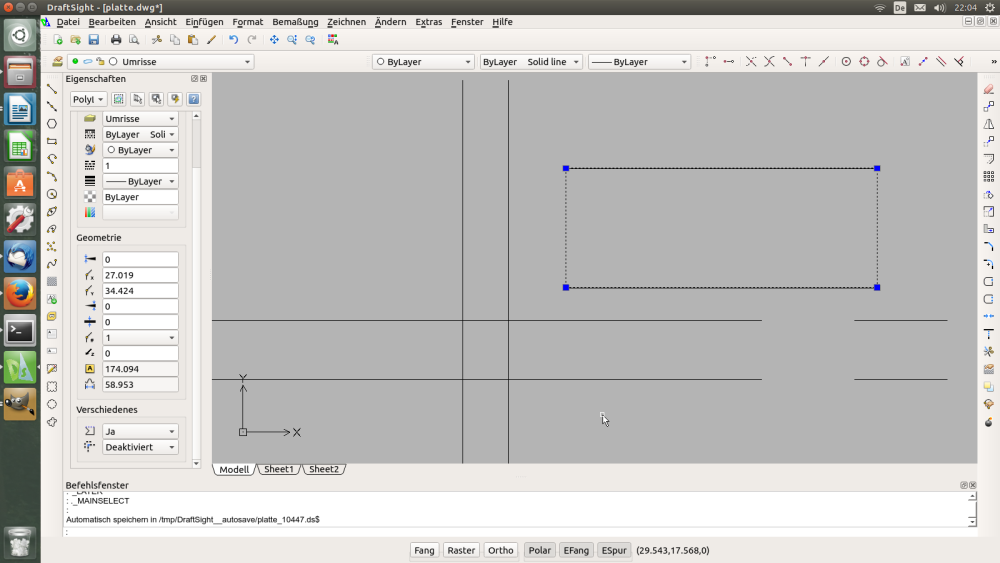 DraftSight - [platte.dwg*]
De
22:04
Datei Bearbeiten Ansicht Einfügen Format Bemaßung Zeichnen Ändern Extras Fenster Hilfe
Umrisse
ByLayer
ByLayer Solid line
ByLayer
»
Eigenschaften
Polyl
Umrisse
ByLayer Soli
ByLayer
1
ByLayer
ByLayer
Geometrie
0
27.019
34.424
0
0
1
0
174.094
58.953
Verschiedenes
Ja
Deaktiviert
Y
X
Modell Sheet1 Sheet2
Befehlsfenster
: _LAYER
: ._MAINSELECT
:
Automatisch speichern in /tmp/DraftSight__autosave/platte_10447.ds$
:
Fang Raster Ortho Polar EFang ESpur (29.543,17.568,0)